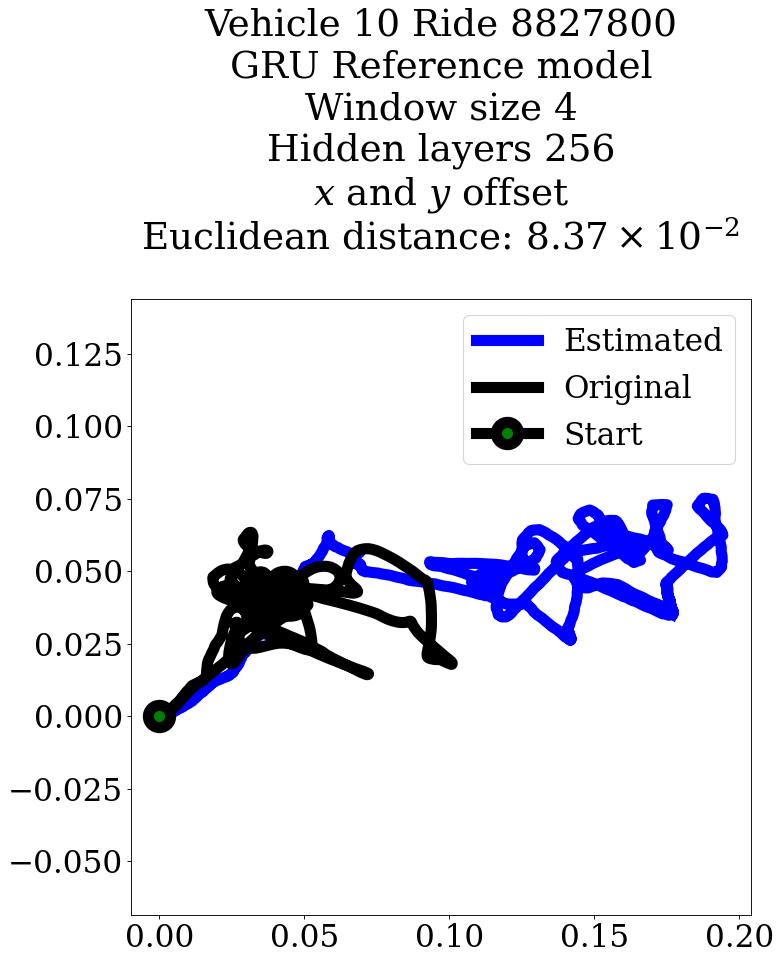 Vehicle 10 Ride 8827800
GRU Reference model
Window size 4
Hidden layers 256
x and y offset
Euclidean distance: 8.37 × 10⁻²
Estimated
Original
Start
0.125
0.100
0.075
0.050
0.025
0.000
−0.025
−0.050
0.00 0.05 0.10 0.15 0.20